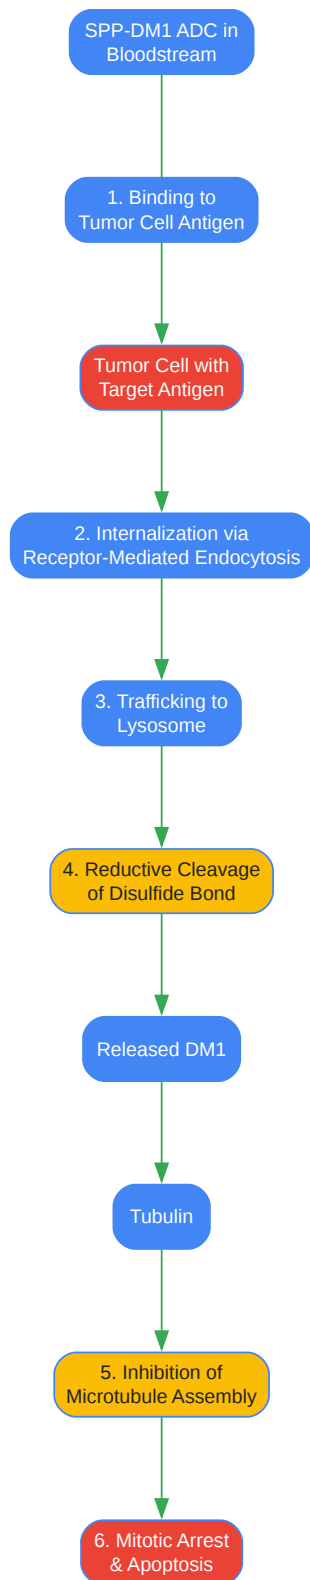 SPP-DM1 ADC in
Bloodstream
1. Binding to
Tumor Cell Antigen
Tumor Cell with
Target Antigen
2. Internalization via
Receptor-Mediated Endocytosis
3. Trafficking to
Lysosome
4. Reductive Cleavage
of Disulfide Bond
Released DM1
Tubulin
5. Inhibition of
Microtubule Assembly
6. Mitotic Arrest
& Apoptosis